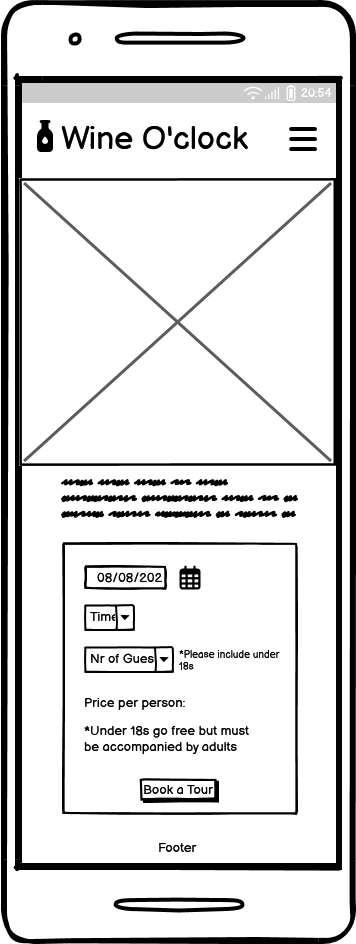 20:54
Wine O'clock
08/08/202
Time
Nr of Gues
*Please include under
18s
Price per person:
*Under 18s go free but must
be accompanied by adults
Book a Tour
Footer